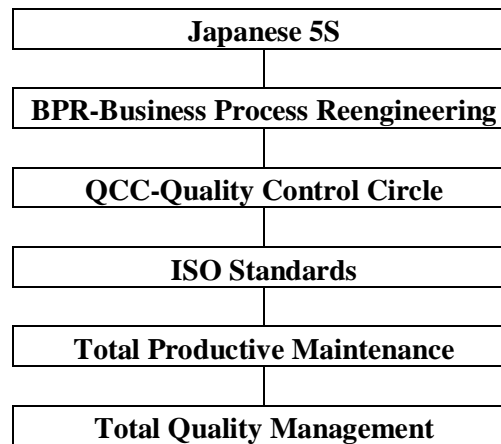 Japanese 5S
BPR-Business Process Reengineering
QCC-Quality Control Circle
ISO Standards
Total Productive Maintenance
Total Quality Management